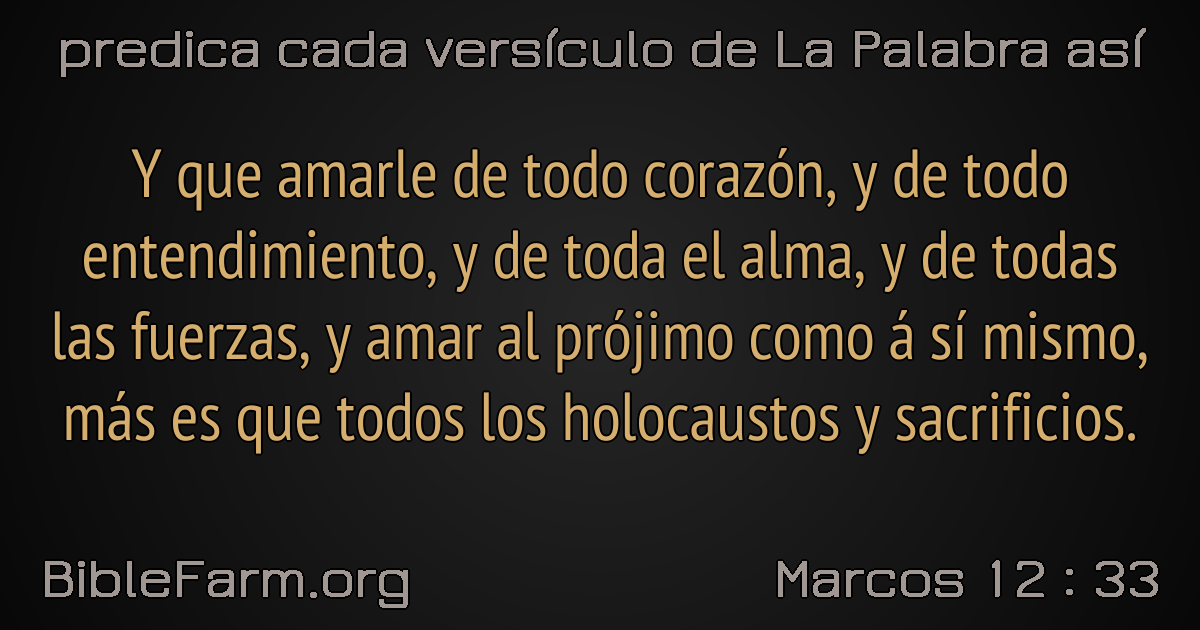 predica cada versículo de La Palabra así
Y que amarle de todo corazón, y de todo
entendimiento, y de toda el alma, y de todas
las fuerzas, y amar al prójimo como á sí mismo,
más es que todos los holocaustos y sacrificios.
BibleFarm.org
Marcos 12 : 33